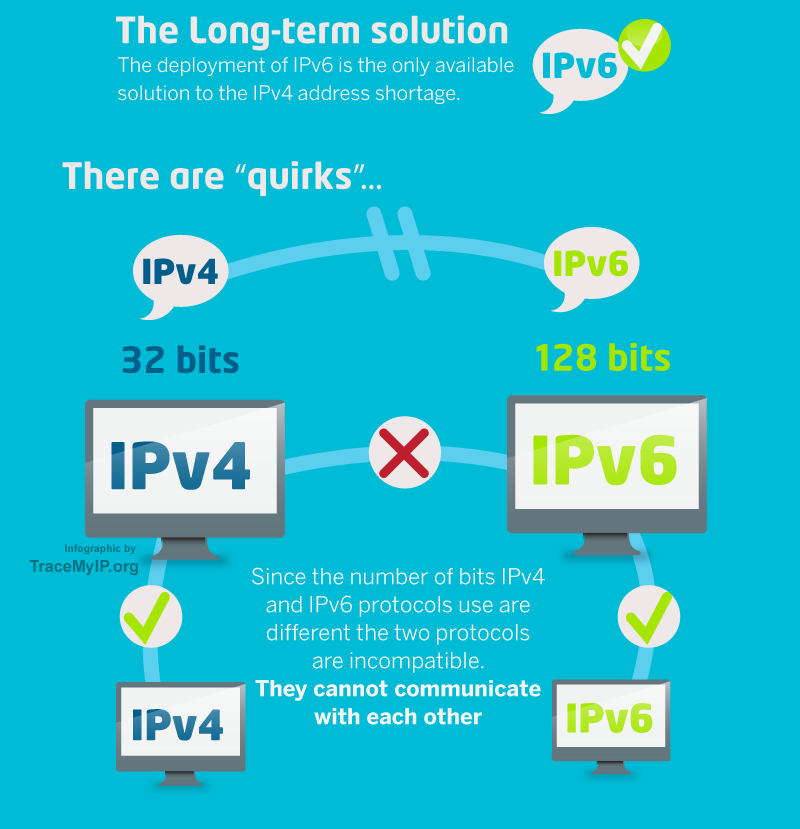 The Long-term solution
The deployment of IPv6 is the only available
solution to the IPv4 address shortage.
IPv6
There are “quirks”...
IPv4
IPv6
32 bits
128 bits
IPv4
IPv6
Infographic by
TraceMyIP.org
Since the number of bits IPv4
and IPv6 protocols use are
different the two protocols
are incompatible.
They cannot communicate
with each other
IPv4
IPv6